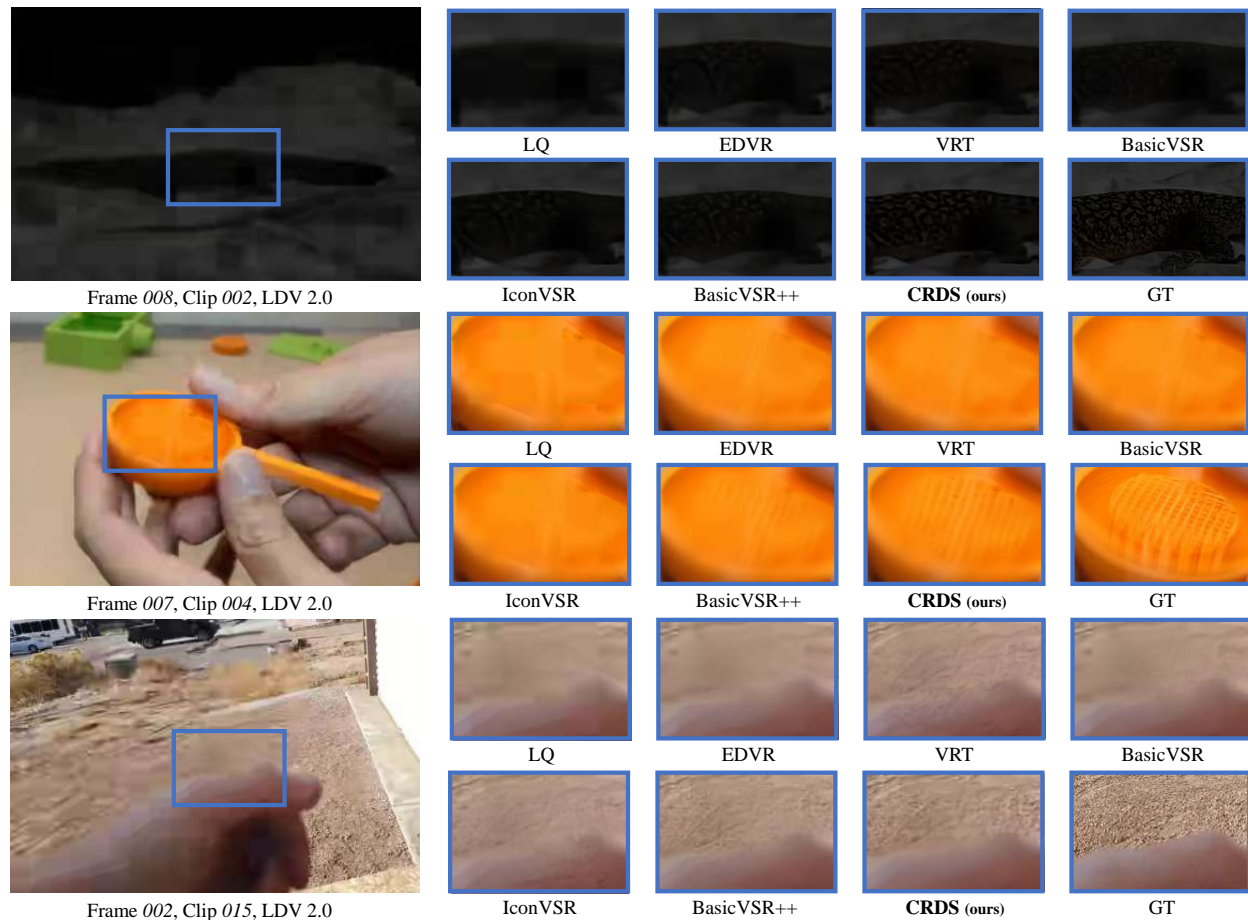 LQ EDVR VRT BasicVSR
IconVSR BasicVSR++ CRDS (ours) GT
Frame 008, Clip 002, LDV 2.0
LQ EDVR VRT BasicVSR
IconVSR BasicVSR++ CRDS (ours) GT
Frame 007, Clip 004, LDV 2.0
LQ EDVR VRT BasicVSR
IconVSR BasicVSR++ CRDS (ours) GT
Frame 002, Clip 015, LDV 2.0